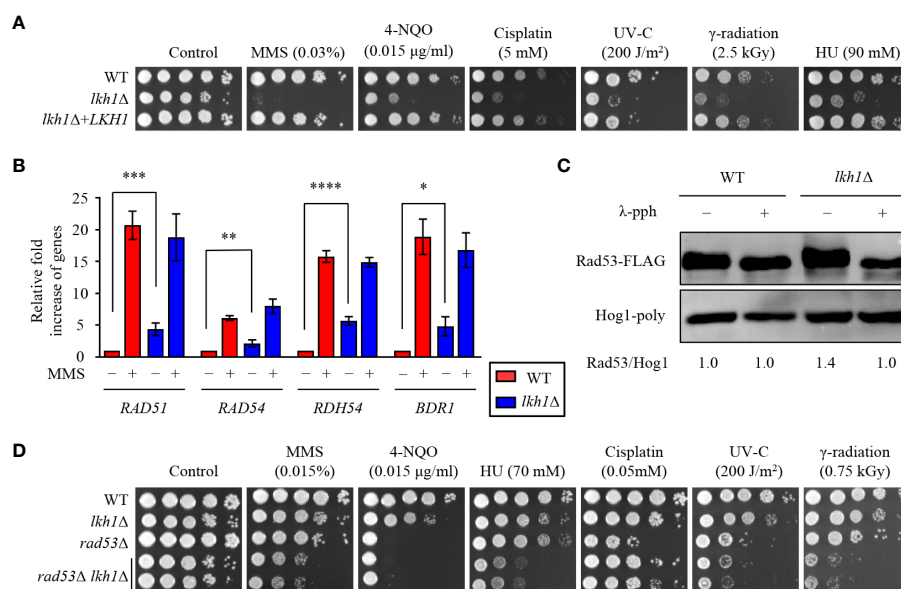 A
Control
MMS (0.03%)
4-NQO
(0.015 µg/ml)
Cisplatin
(5 mM)
UV-C
(200 J/m²)
γ-radiation
(2.5 kGy)
HU (90 mM)
WT
lkh1Δ
lkh1Δ+LKH1
B
Relative fold
increase of genes
25
20
15
10
5
0
***
**
****
*
MMS − + − + − + − + − + − + − + − +
RAD51 RAD54 RDH54 BDR1
WT
lkh1Δ
C
WT lkh1Δ
λ-pph − + − +
Rad53-FLAG
Hog1-poly
Rad53/Hog1 1.0 1.0 1.4 1.0
D
Control
MMS
(0.015%)
4-NQO
(0.015 µg/ml)
HU (70 mM)
Cisplatin
(0.05mM)
UV-C
(200 J/m²)
γ-radiation
(0.75 kGy)
WT
lkh1Δ
rad53Δ
rad53Δ lkh1Δ